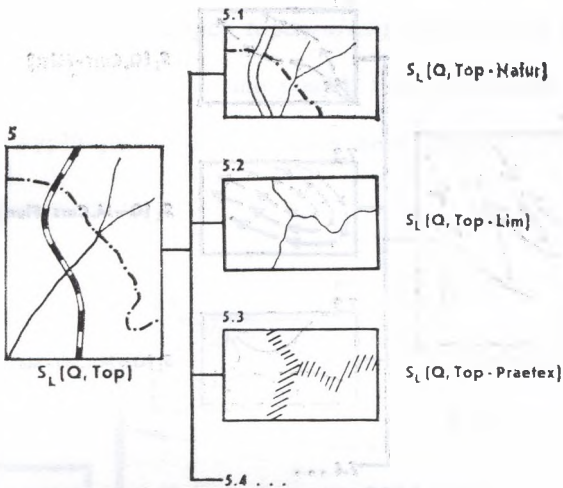 5.1
S_L (Q, Top - Natur)
5
5.2
S_L (Q, Top - Lim)
5.3
S_L (Q, Top)
S_L (Q, Top - Praetex)
5.4 . . .